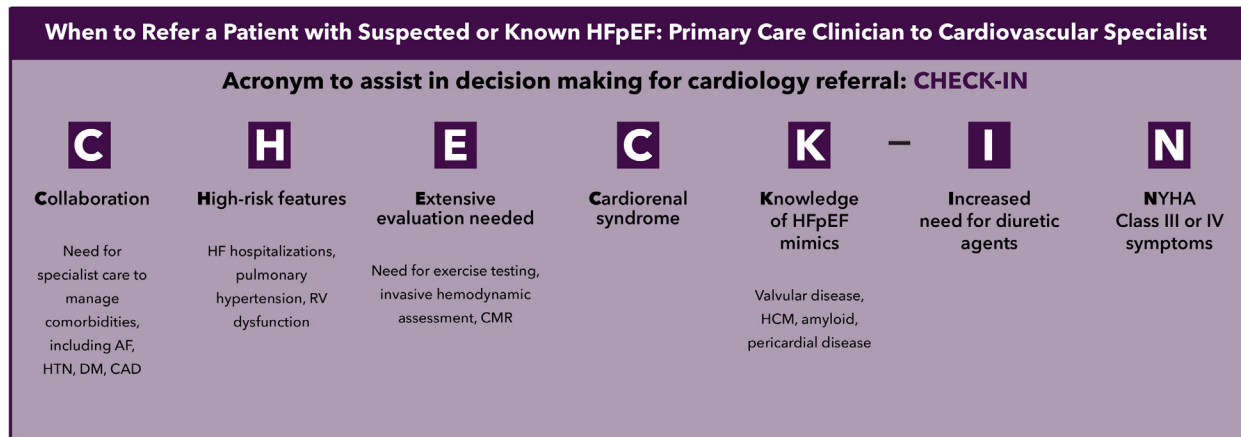 When to Refer a Patient with Suspected or Known HFpEF: Primary Care Clinician to Cardiovascular Specialist
Acronym to assist in decision making for cardiology referral: CHECK-IN
C
Collaboration
Need for
specialist care to
manage
comorbidities,
including AF,
HTN, DM, CAD
H
High-risk features
HF hospitalizations,
pulmonary
hypertension, RV
dysfunction
E
Extensive
evaluation needed
Need for exercise testing,
invasive hemodynamic
assessment, CMR
C
Cardiorenal
syndrome
K
Knowledge
of HFpEF
mimics
Valvular disease,
HCM, amyloid,
pericardial disease
–
I
Increased
need for diuretic
agents
N
NYHA
Class III or IV
symptoms